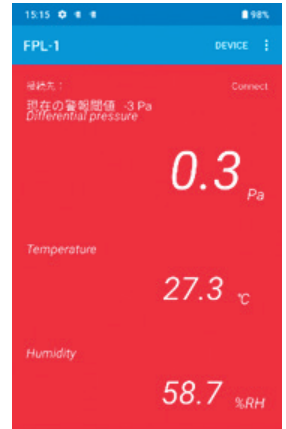 15:15 98%
FPL-1 DEVICE
接続先： Connect
現在の警報閾値 -3 Pa
Differential pressure
0.3 Pa
Temperature
27.3 ℃
Humidity
58.7 %RH